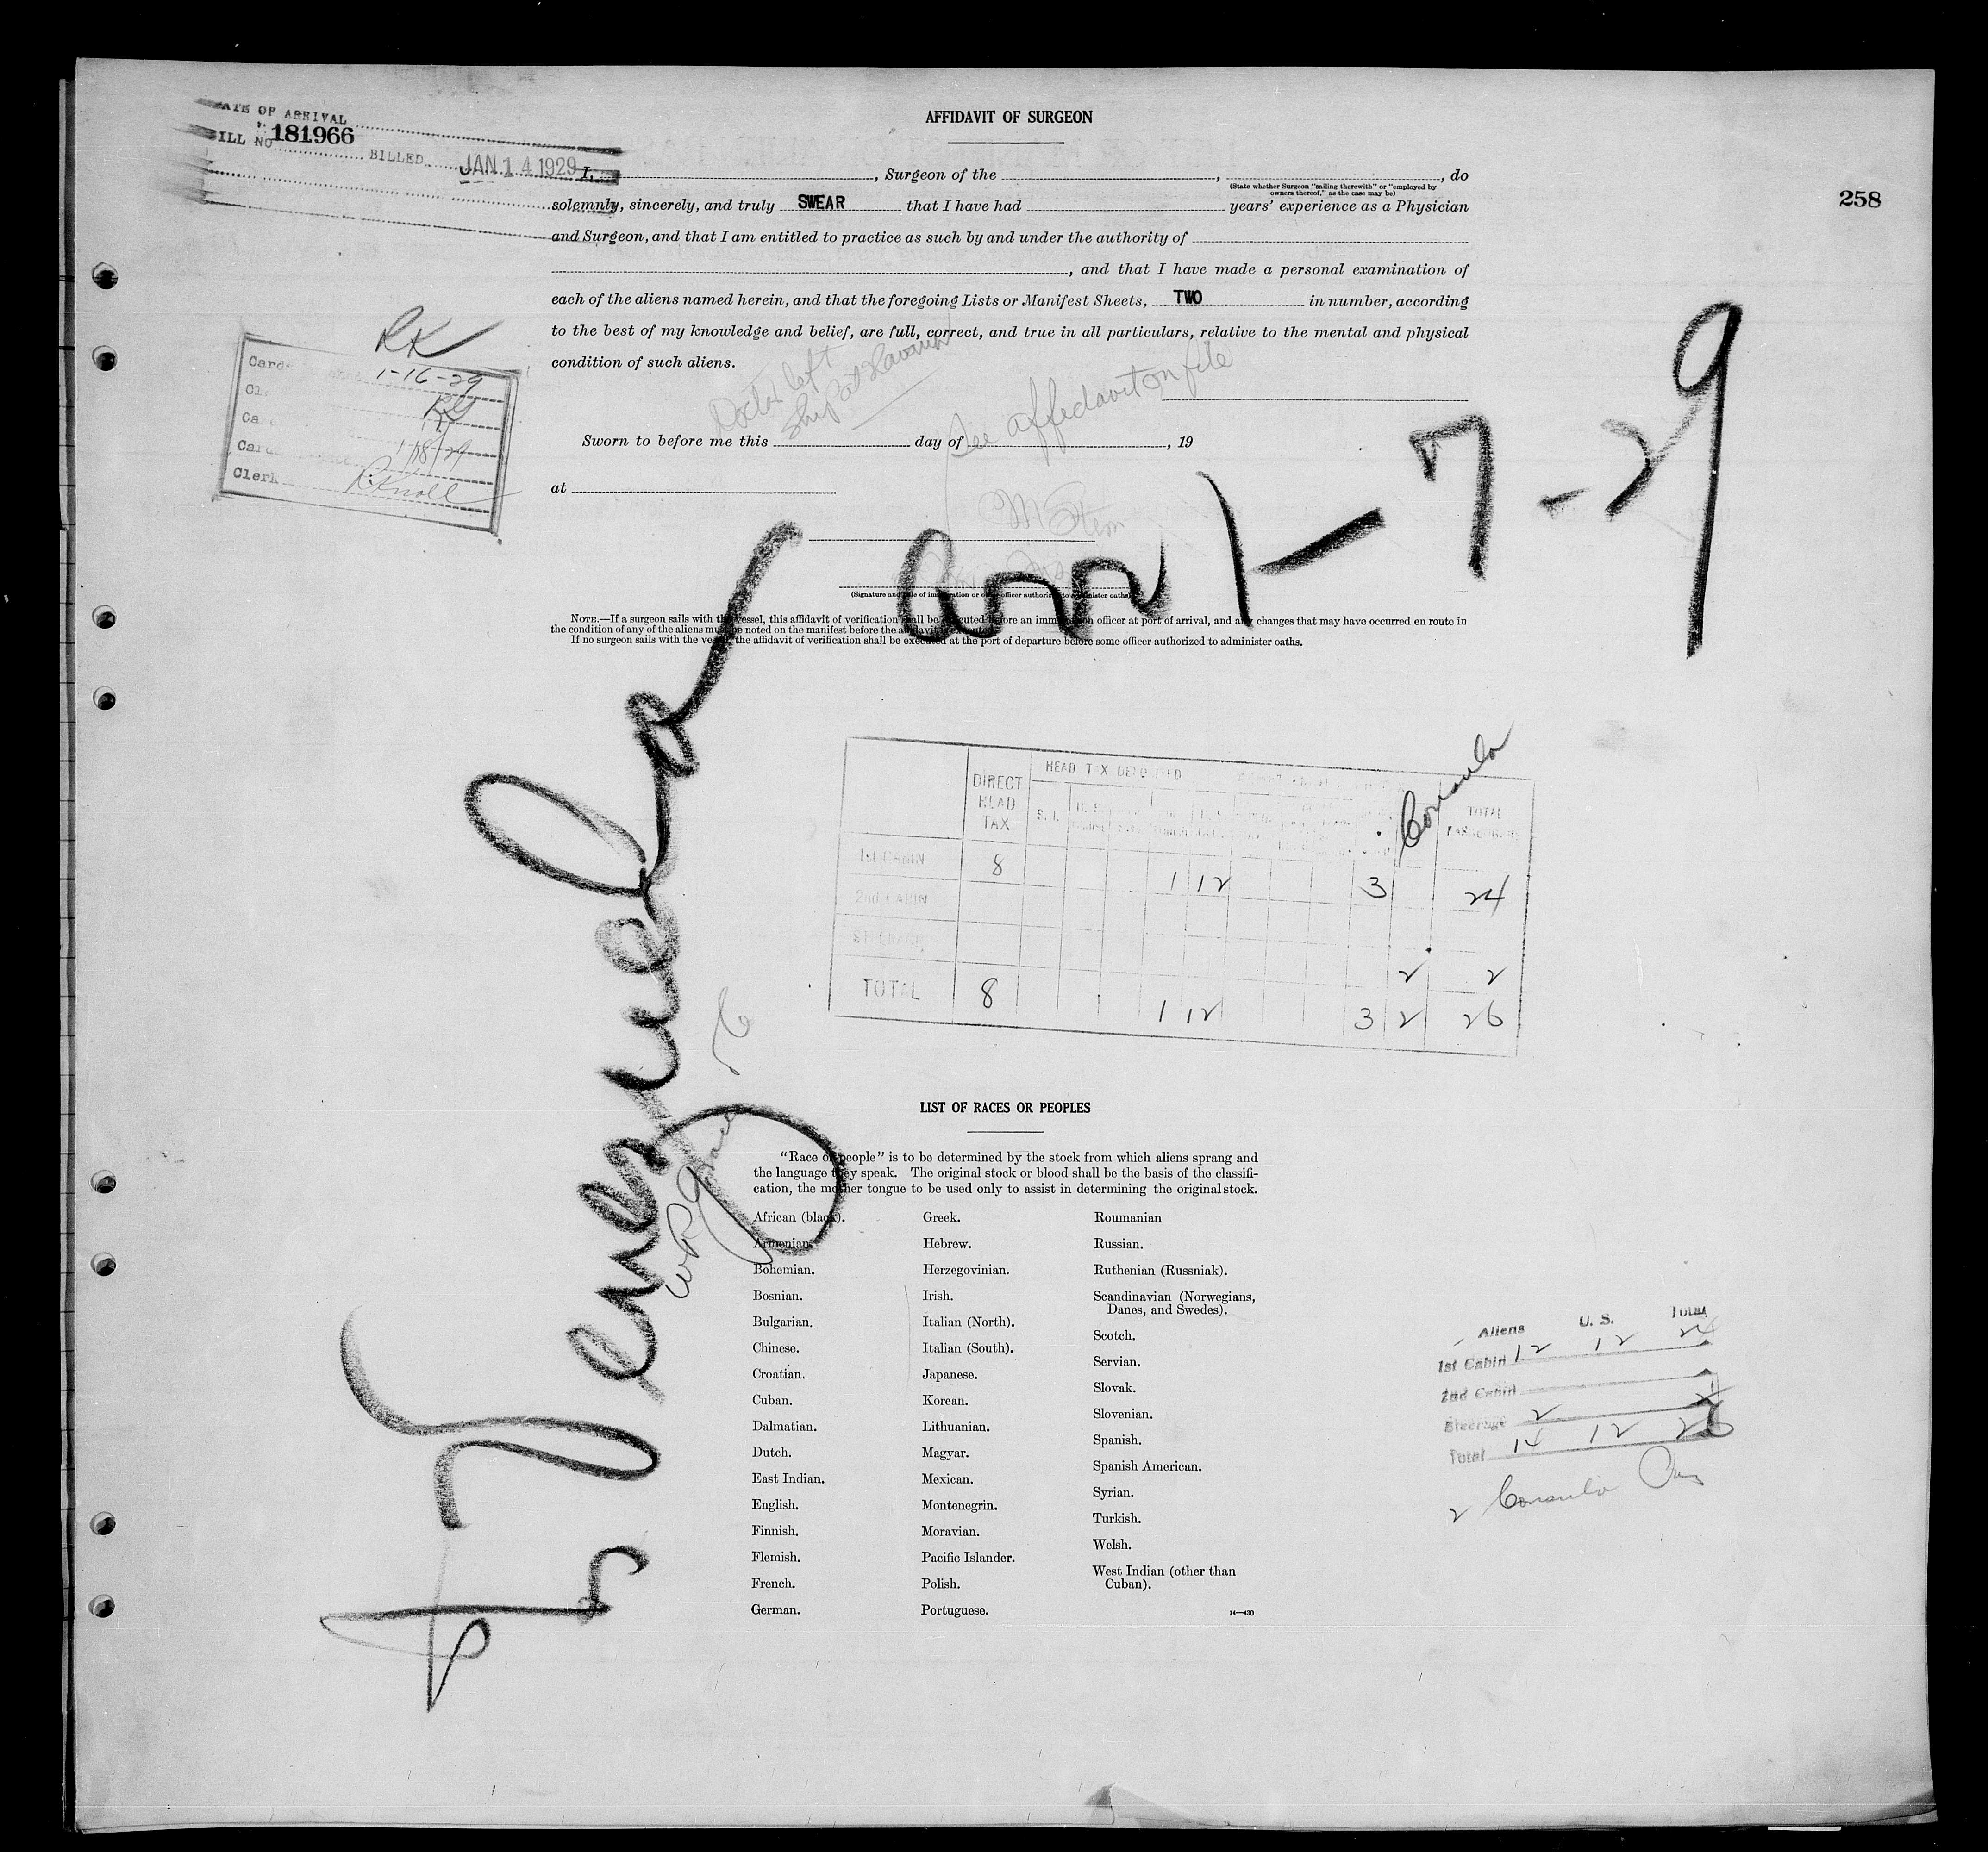 DATE OF ARRIVAL
BILL NO 181966 BILLED JAN 14 1929
258
AFFIDAVIT OF SURGEON
I, , Surgeon of the , , do
(State whether Surgeon "sailing therewith" or "employed by owners thereof," as the case may be)
solemnly, sincerely, and truly SWEAR that I have had years' experience as a Physician
and Surgeon, and that I am entitled to practice as such by and under the authority of
, and that I have made a personal examination of
each of the aliens named herein, and that the foregoing Lists or Manifest Sheets, TWO in number, according
to the best of my knowledge and belief, are full, correct, and true in all particulars, relative to the mental and physical
condition of such aliens.
Doctor left
Ship at Havana
See affedavit on file
RK
1-16-29
1/18/29
Clerk
Sworn to before me this day of , 19
at
M Stern
(Signature and title of immigration or other officer authorized to administer oaths)
Arr 1-7-29
NOTE.—If a surgeon sails with the vessel, this affidavit of verification shall be executed before an immigration officer at port of arrival, and any changes that may have occurred en route in
the condition of any of the aliens must be noted on the manifest before the affidavit is executed.
If no surgeon sails with the vessel, the affidavit of verification shall be executed at the port of departure before some officer authorized to administer oaths.
Venezuela
W R Grace Co
DIRECT HEAD TAX
HEAD TAX DEPOSITED
Consula
TOTAL PASSENGERS
1st CABIN 8 1 12 3 24
2nd CABIN
STEERAGE 2 2
TOTAL 8 1 12 3 2 26
LIST OF RACES OR PEOPLES
"Race or people" is to be determined by the stock from which aliens sprang and
the language they speak. The original stock or blood shall be the basis of the classifi-
cation, the mother tongue to be used only to assist in determining the original stock.
African (black).
Armenian.
Bohemian.
Bosnian.
Bulgarian.
Chinese.
Croatian.
Cuban.
Dalmatian.
Dutch.
East Indian.
English.
Finnish.
Flemish.
French.
German.
Greek.
Hebrew.
Herzegovinian.
Irish.
Italian (North).
Italian (South).
Japanese.
Korean.
Lithuanian.
Magyar.
Mexican.
Montenegrin.
Moravian.
Pacific Islander.
Polish.
Portuguese.
Roumanian
Russian.
Ruthenian (Russniak).
Scandinavian (Norwegians,
Danes, and Swedes).
Scotch.
Servian.
Slovak.
Slovenian.
Spanish.
Spanish American.
Syrian.
Turkish.
Welsh.
West Indian (other than
Cuban).
14—430
Aliens U. S. Total
1st Cabin 12 12 24
2nd Cabin
Steerage 2 2
Total 14 12 26
2 Consula